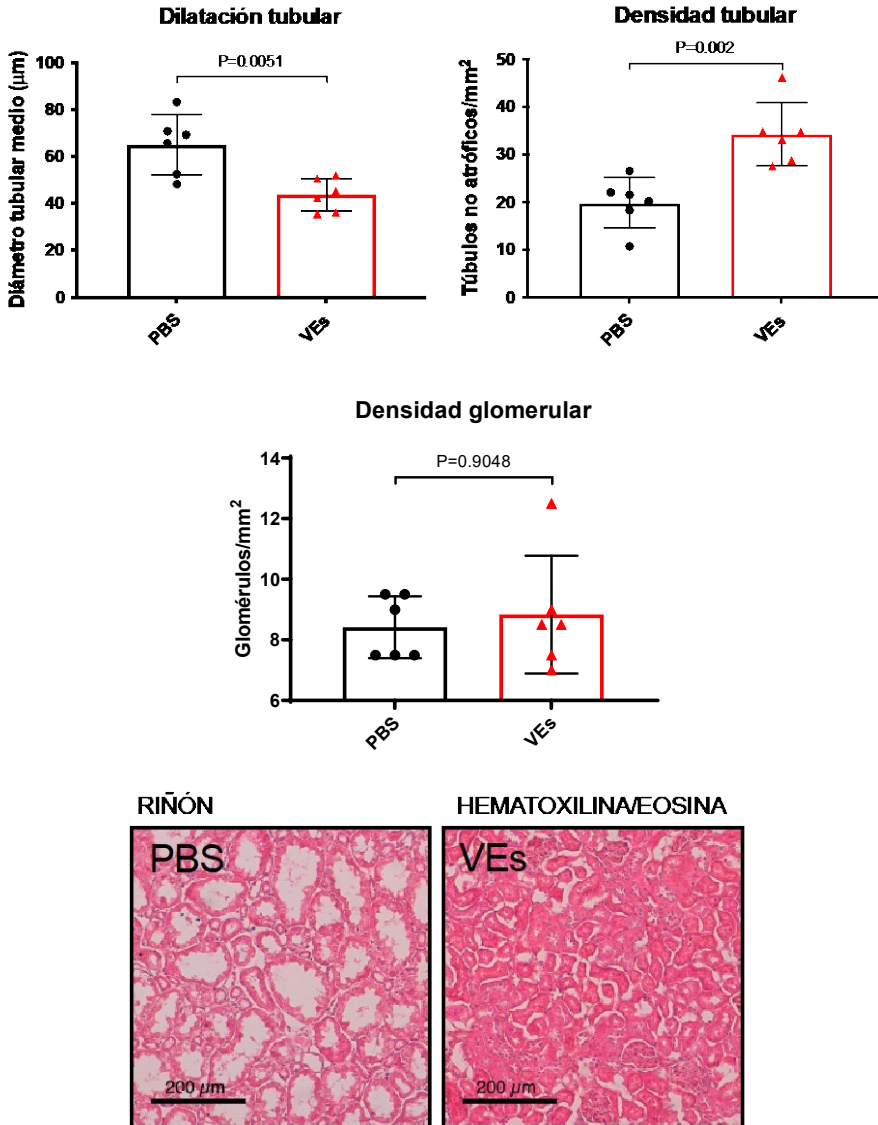 Dilatación tubular
P=0.0051
Diámetro tubular medio (μm)
100
80
60
40
20
0
PBS
VEs
Densidad tubular
P=0.002
Túbulos no atróficos/mm²
50
40
30
20
10
0
PBS
VEs
Densidad glomerular
P=0.9048
Glomérulos/mm²
14
12
10
8
6
PBS
VEs
RIÑÓN
HEMATOXILINA/EOSINA
PBS
200 μm
VEs
200 μm